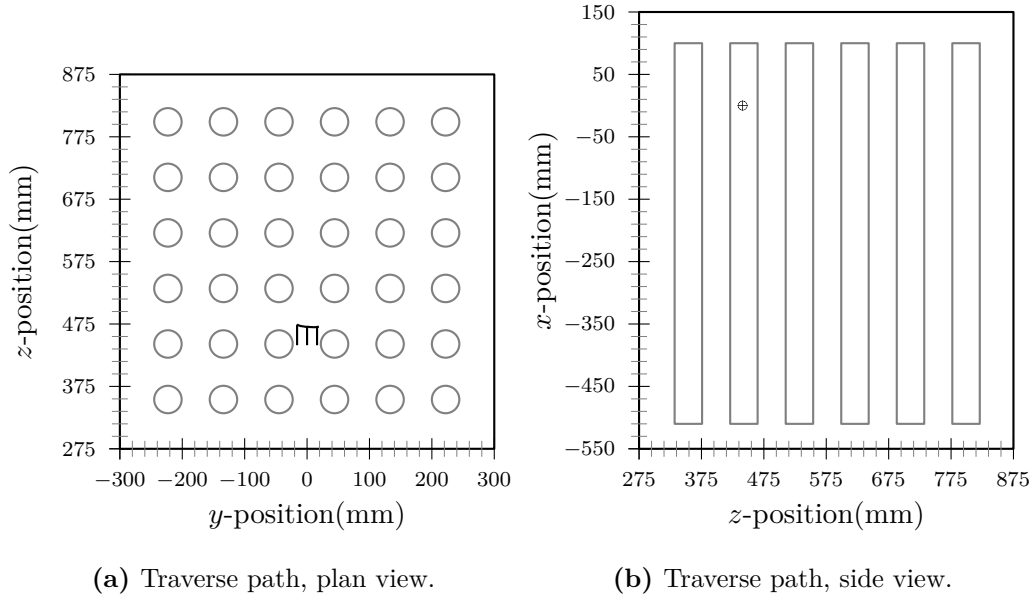 875
775
675
575
475
375
275
−300 −200 −100 0 100 200 300
z-position(mm)
y-position(mm)
(a) Traverse path, plan view.
150
50
−50
−150
−250
−350
−450
−550
275 375 475 575 675 775 875
x-position(mm)
z-position(mm)
(b) Traverse path, side view.